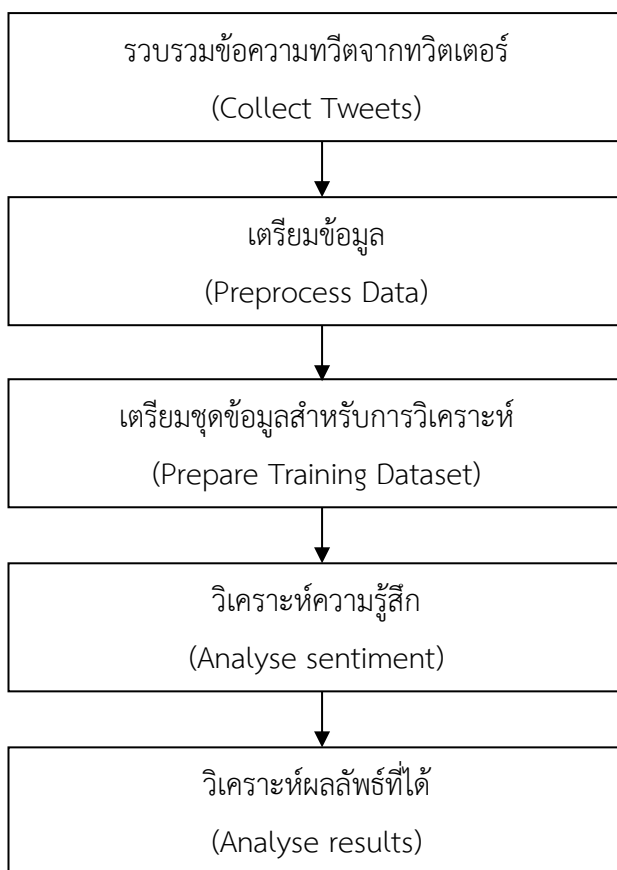 รวบรวมข้อความทวีตจากทวิตเตอร์
(Collect Tweets)
เตรียมข้อมูล
(Preprocess Data)
เตรียมชุดข้อมูลสำหรับการวิเคราะห์
(Prepare Training Dataset)
วิเคราะห์ความรู้สึก
(Analyse sentiment)
วิเคราะห์ผลลัพธ์ที่ได้
(Analyse results)